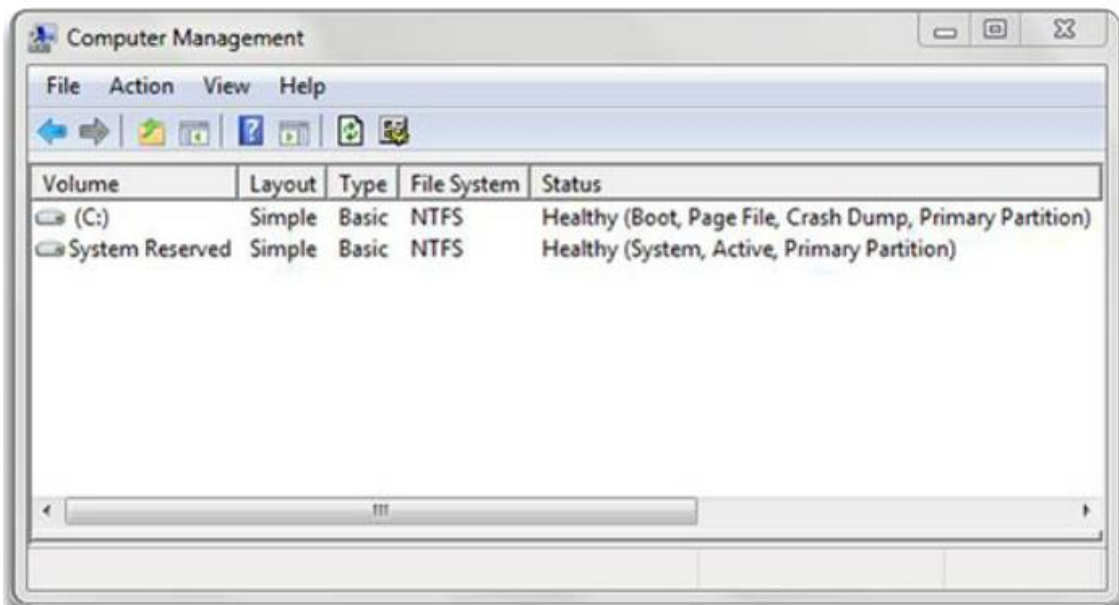 Computer Management
File Action View Help
Volume Layout Type File System Status
(C:) Simple Basic NTFS Healthy (Boot, Page File, Crash Dump, Primary Partition)
System Reserved Simple Basic NTFS Healthy (System, Active, Primary Partition)